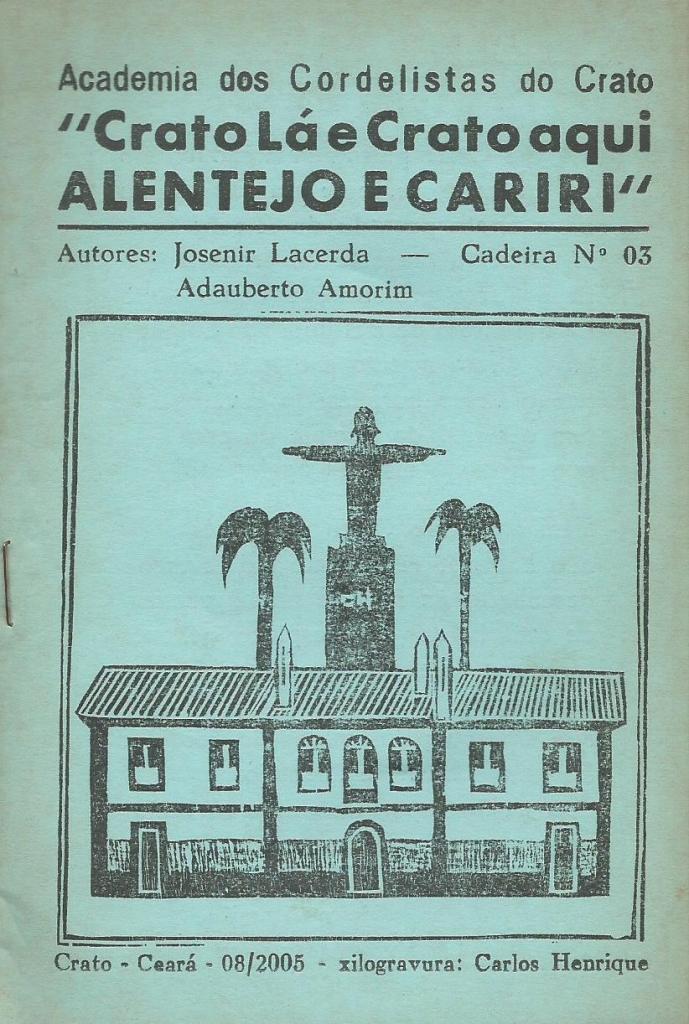 Academia dos Cordelistas do Crato
"Crato Lá e Crato aqui
ALENTEJO E CARIRI"
Autores: Josenir Lacerda — Cadeira Nº 03
Adauberto Amorim
CH
Crato - Ceará - 08/2005 - xilogravura: Carlos Henrique